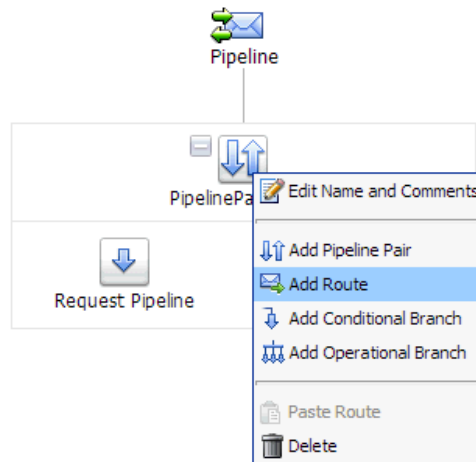 Pipeline
PipelinePa
Request Pipeline
Edit Name and Comments
Add Pipeline Pair
Add Route
Add Conditional Branch
Add Operational Branch
Paste Route
Delete